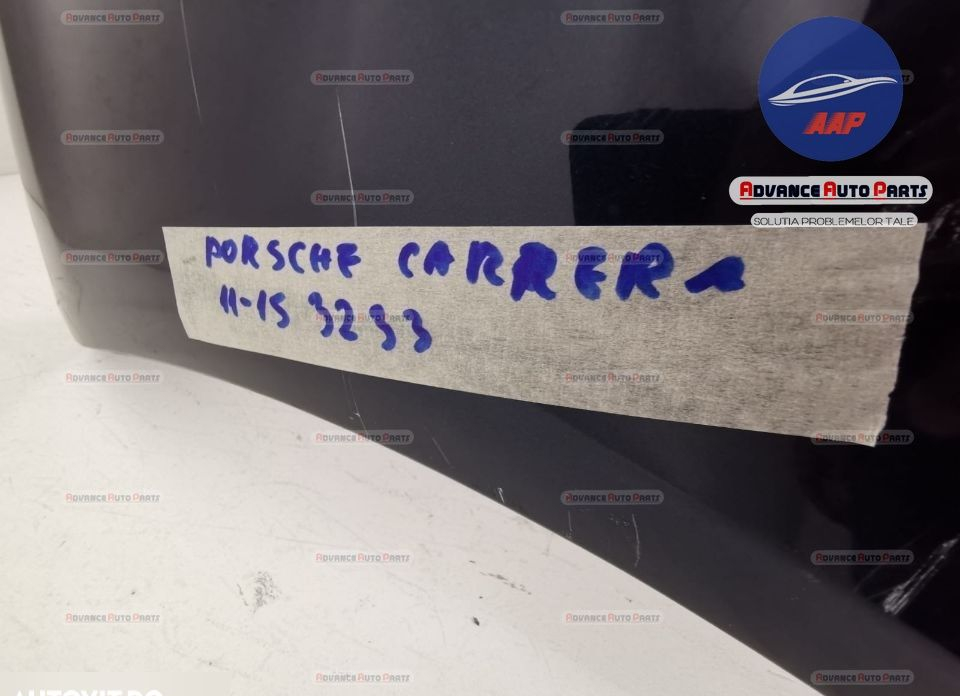 AAP
ADVANCE AUTO PARTS
SOLUTIA PROBLEMELOR TALE
PORSCHE CARRERA
11-15 3233